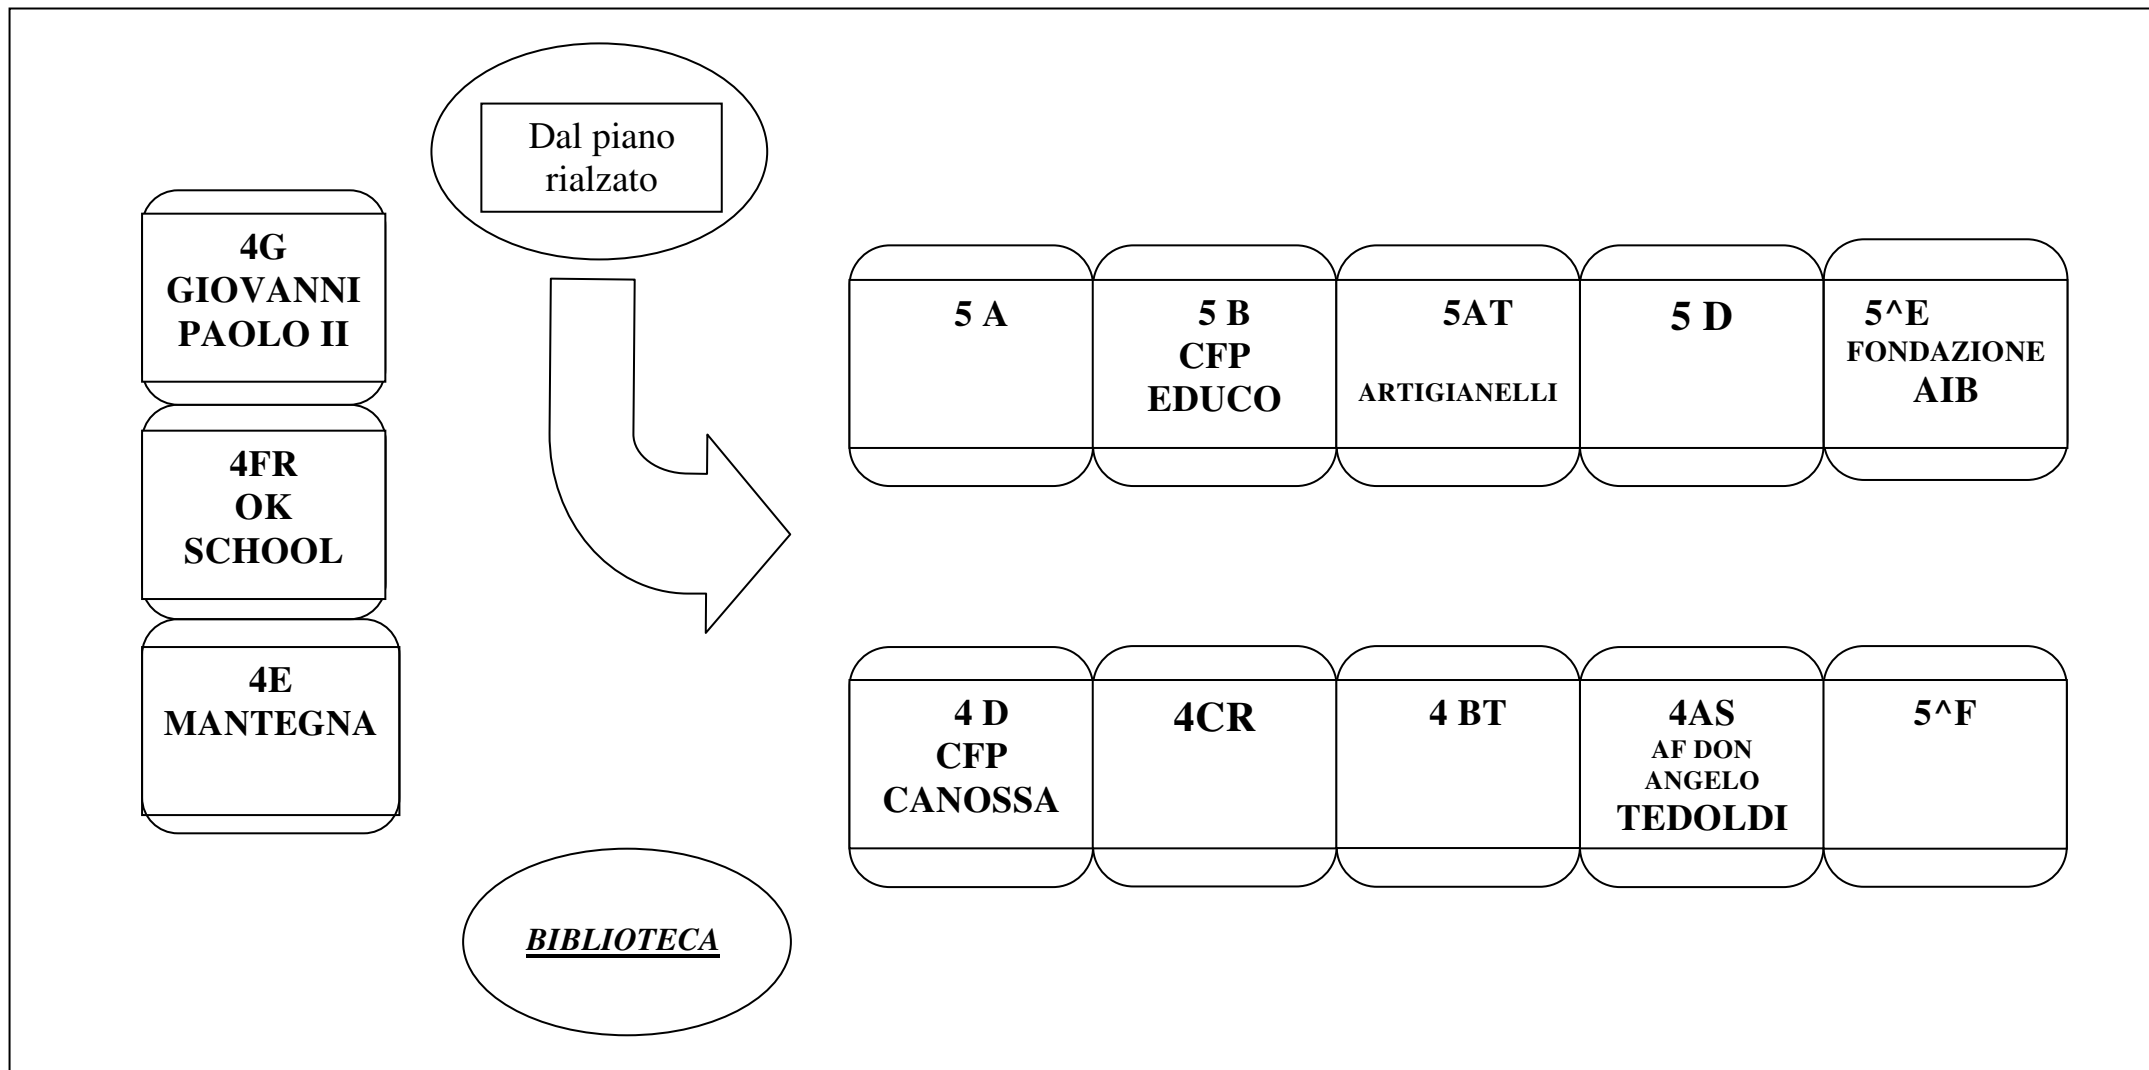 Dal piano
rialzato
4G
GIOVANNI
PAOLO II
4FR
OK
SCHOOL
4E
MANTEGNA
5 A
5 B
CFP
EDUCO
5AT
ARTIGIANELLI
5 D
5^E
FONDAZIONE
AIB
4 D
CFP
CANOSSA
4CR
4 BT
4AS
AF DON
ANGELO
TEDOLDI
5^F
BIBLIOTECA